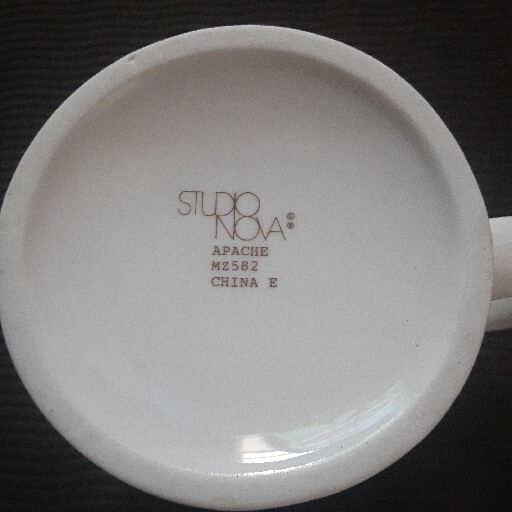 STUDIO
NOVA ©®
APACHE
MZ582
CHINA E